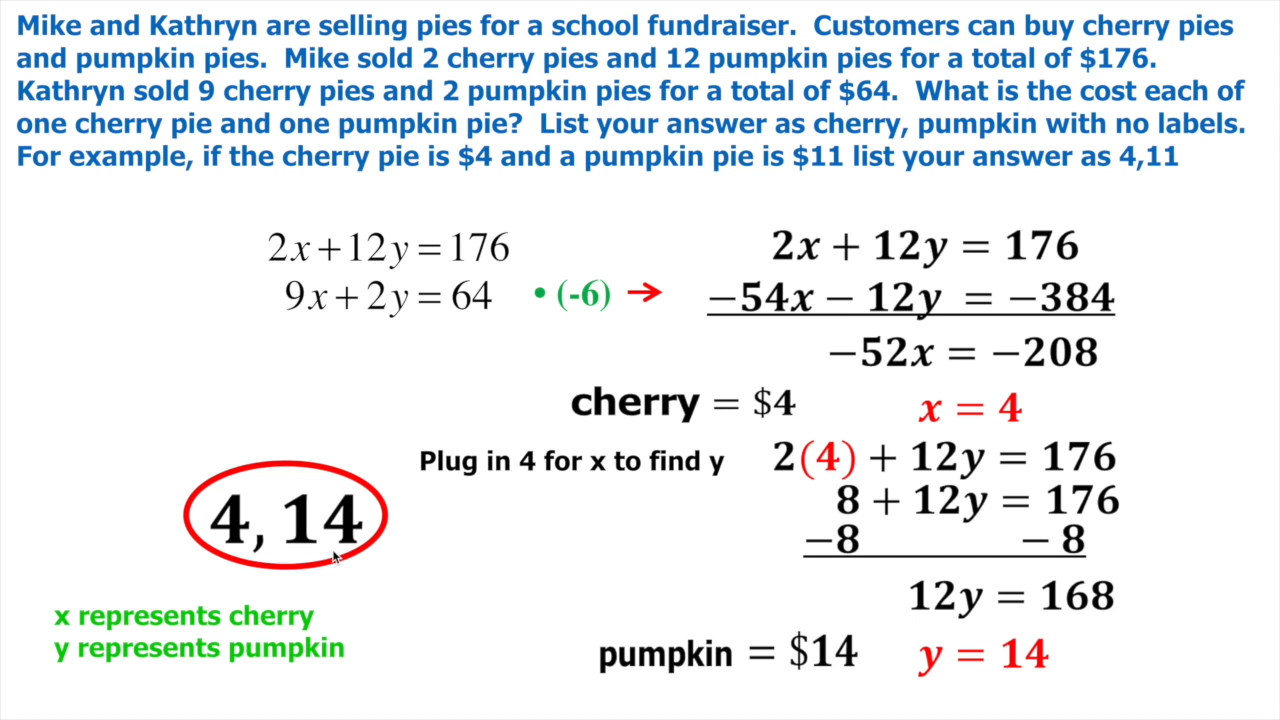 Mike and Kathryn are selling pies for a school fundraiser.  Customers can buy cherry pies
and pumpkin pies.  Mike sold 2 cherry pies and 12 pumpkin pies for a total of $176.
Kathryn sold 9 cherry pies and 2 pumpkin pies for a total of $64.  What is the cost each of
one cherry pie and one pumpkin pie?  List your answer as cherry, pumpkin with no labels.
For example, if the cherry pie is $4 and a pumpkin pie is $11 list your answer as 4,11
2x+12y=176
9x+2y=64 • (-6) →
2x + 12y = 176
−54x − 12y = −384
−52x = −208
cherry = $4
x = 4
Plug in 4 for x to find y
2(4) + 12y = 176
8 + 12y = 176
−8 − 8
12y = 168
pumpkin = $14
y = 14
4, 14
x represents cherry
y represents pumpkin